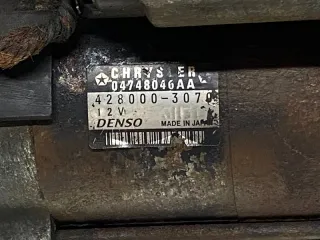 CHRYSLER
04748046AA
428000-3070
12V
DENSO MADE IN JAPAN